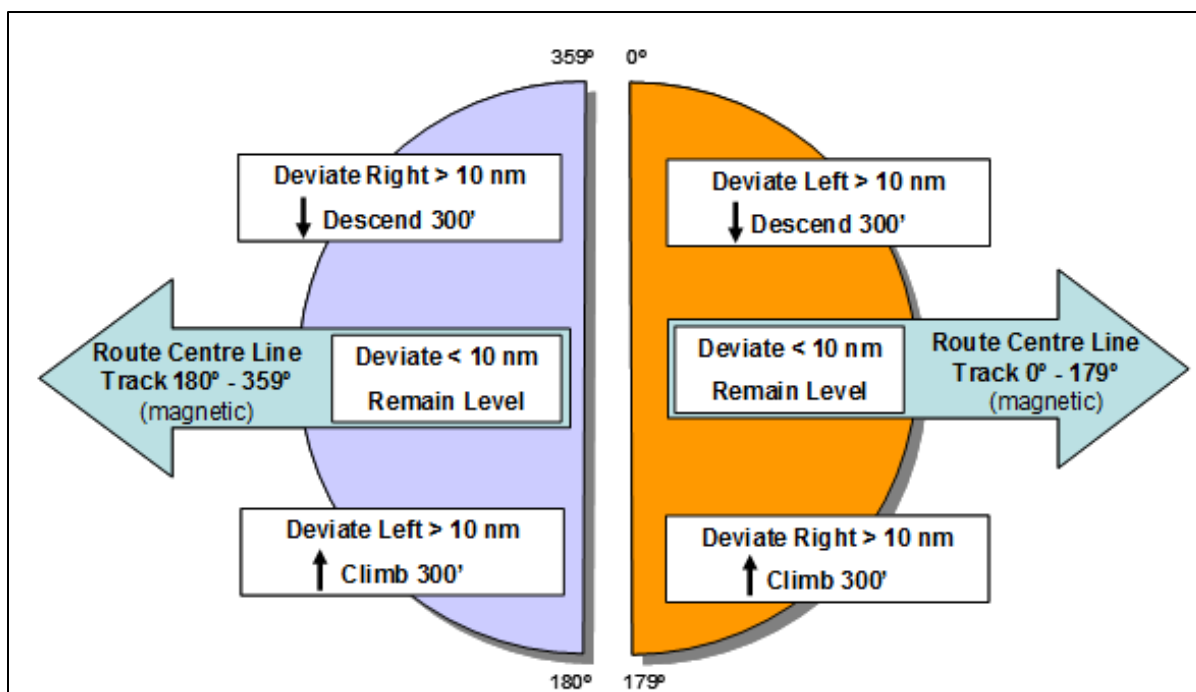 359º
0º
Deviate Right > 10 nm
↓ Descend 300'
Deviate Left > 10 nm
↓ Descend 300'
Route Centre Line
Track 180º - 359º
(magnetic)
Deviate < 10 nm
Remain Level
Deviate < 10 nm
Remain Level
Route Centre Line
Track 0º - 179º
(magnetic)
Deviate Left > 10 nm
↑ Climb 300'
Deviate Right > 10 nm
↑ Climb 300'
180º
179º